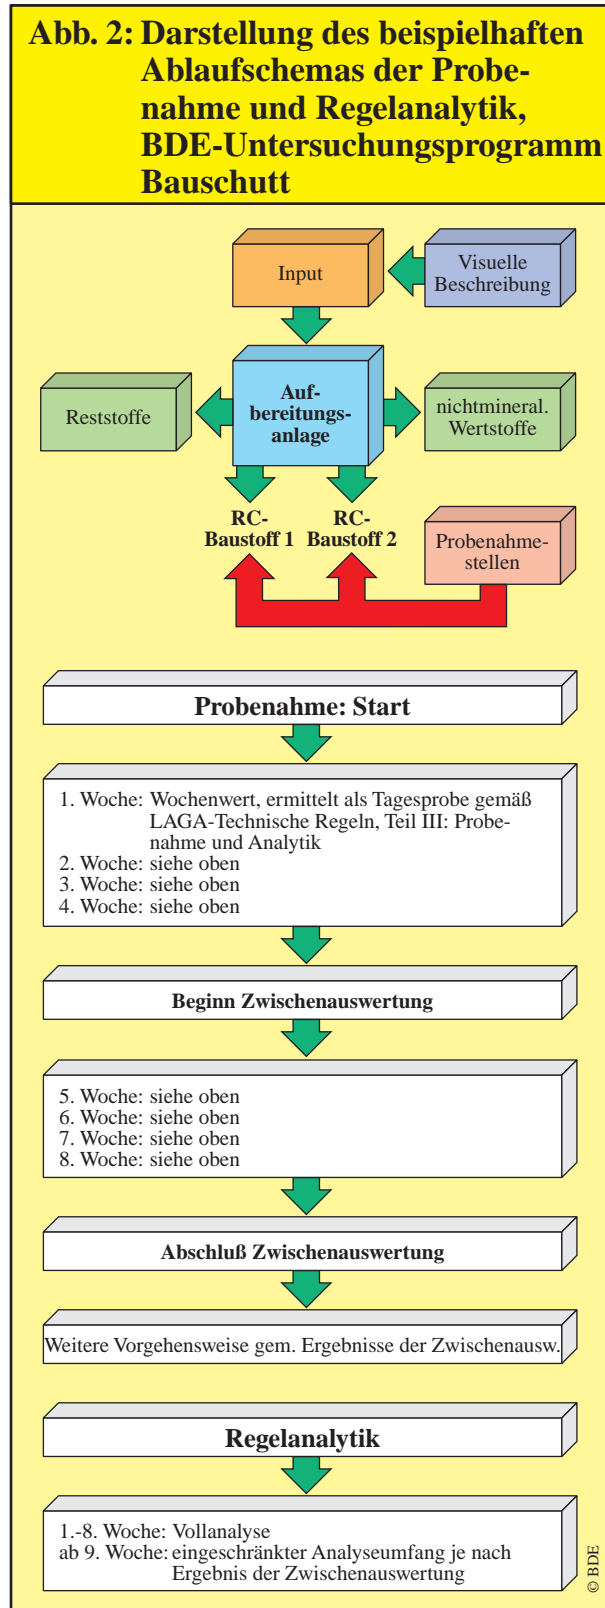 Abb. 2: Darstellung des beispielhaften
Ablaufschemas der Probe-
nahme und Regelanalytik,
BDE-Untersuchungsprogramm
Bauschutt
Input
Visuelle
Beschreibung
Reststoffe
Auf-
bereitungs-
anlage
nichtmineral.
Wertstoffe
RC-
Baustoff 1
RC-
Baustoff 2
Probenahme-
stellen
Probenahme: Start
1. Woche: Wochenwert, ermittelt als Tagesprobe gemäß
LAGA-Technische Regeln, Teil III: Probe-
nahme und Analytik
2. Woche: siehe oben
3. Woche: siehe oben
4. Woche: siehe oben
Beginn Zwischenauswertung
5. Woche: siehe oben
6. Woche: siehe oben
7. Woche: siehe oben
8. Woche: siehe oben
Abschluß Zwischenauswertung
Weitere Vorgehensweise gem. Ergebnisse der Zwischenausw.
Regelanalytik
1.-8. Woche: Vollanalyse
ab 9. Woche: eingeschränkter Analyseumfang je nach
Ergebnis der Zwischenauswertung
© BDE